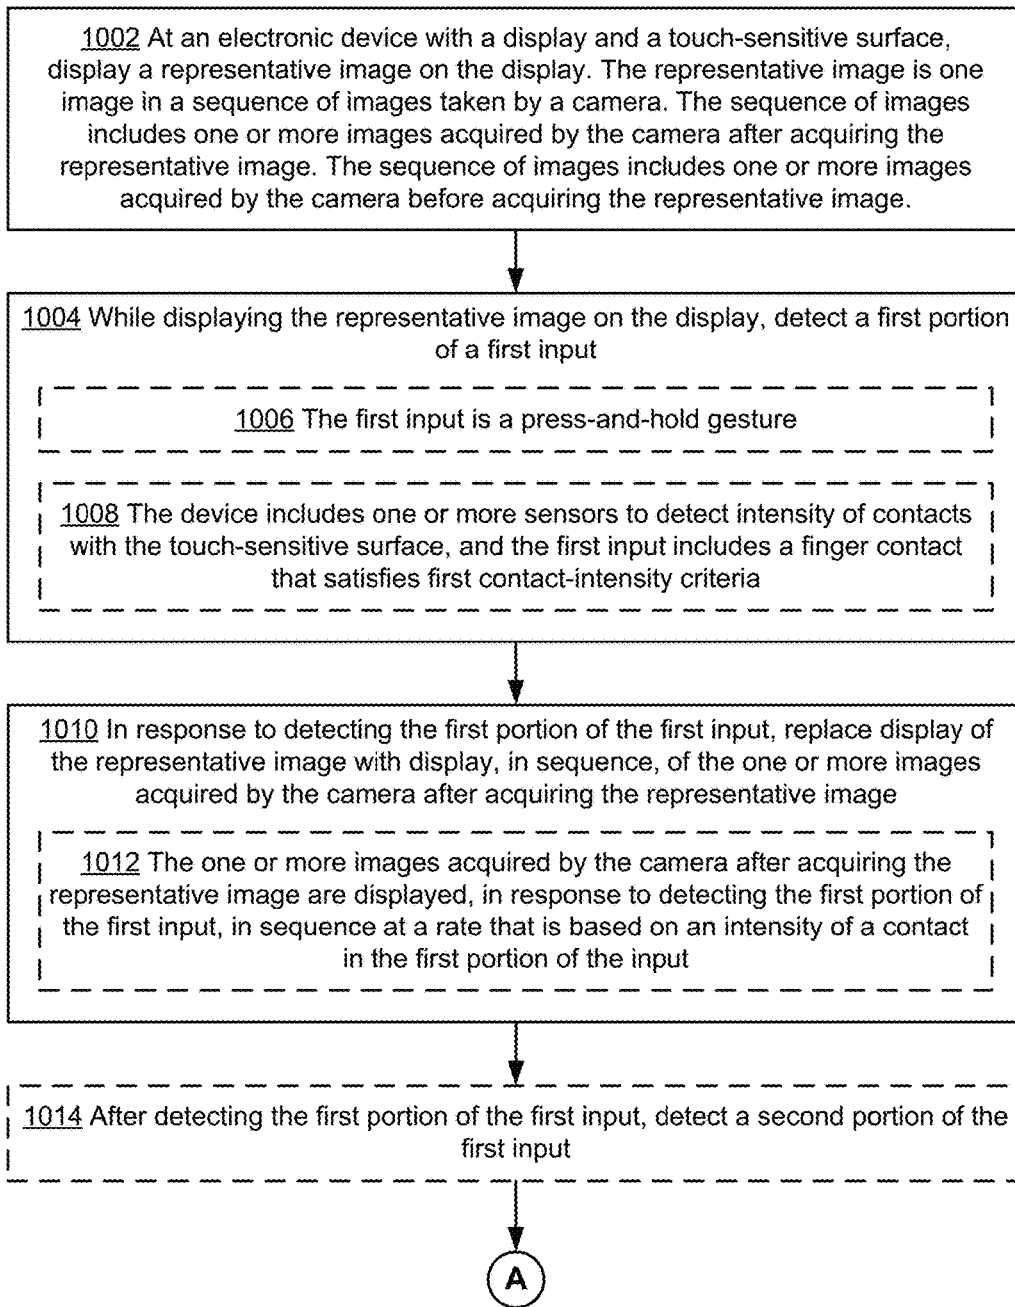 1002 At an electronic device with a display and a touch-sensitive surface,
display a representative image on the display. The representative image is one
image in a sequence of images taken by a camera. The sequence of images
includes one or more images acquired by the camera after acquiring the
representative image. The sequence of images includes one or more images
acquired by the camera before acquiring the representative image.
1004 While displaying the representative image on the display, detect a first portion
of a first input
1006 The first input is a press-and-hold gesture
1008 The device includes one or more sensors to detect intensity of contacts
with the touch-sensitive surface, and the first input includes a finger contact
that satisfies first contact-intensity criteria
1010 In response to detecting the first portion of the first input, replace display of
the representative image with display, in sequence, of the one or more images
acquired by the camera after acquiring the representative image
1012 The one or more images acquired by the camera after acquiring the
representative image are displayed, in response to detecting the first portion of
the first input, in sequence at a rate that is based on an intensity of a contact
in the first portion of the input
1014 After detecting the first portion of the first input, detect a second portion of the
first input
A